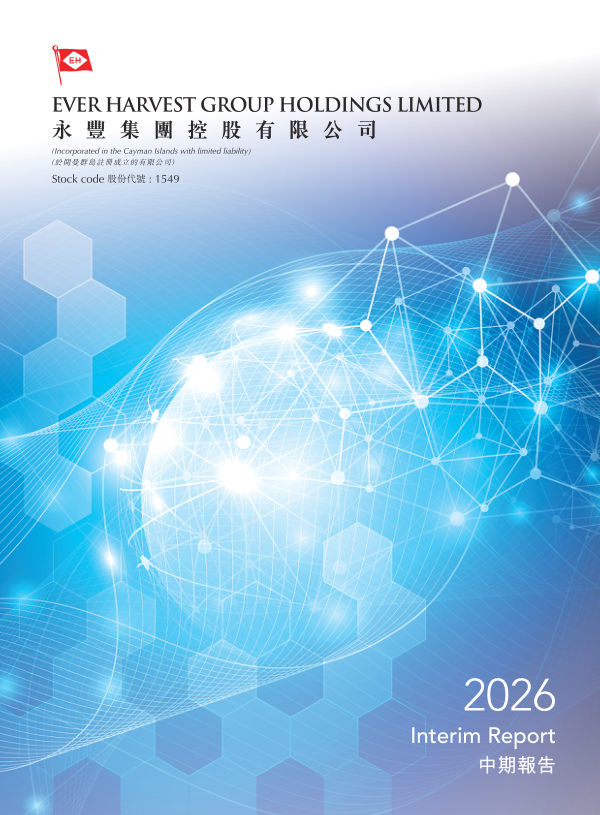 EH
EVER HARVEST GROUP HOLDINGS LIMITED
永豐集團控股有限公司
(Incorporated in the Cayman Islands with limited liability)
(於開曼群島註冊成立的有限公司)
Stock code 股份代號 : 1549
2026
Interim Report
中期報告